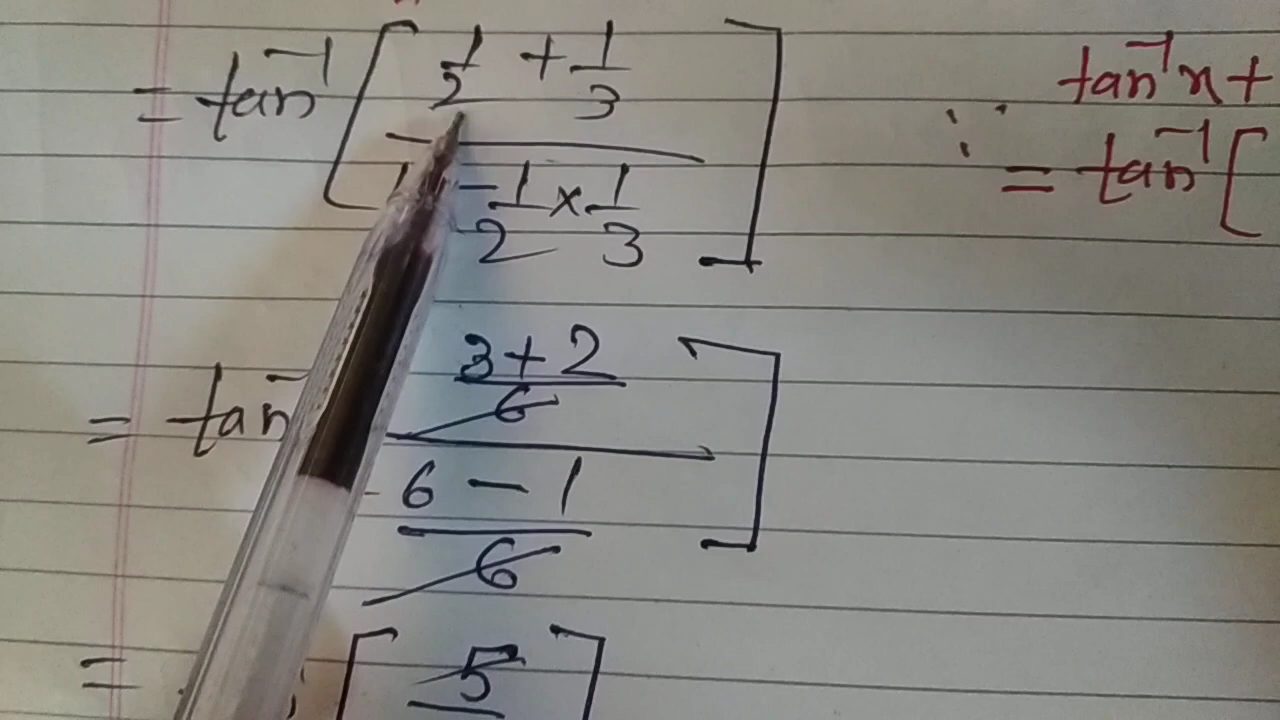 = tan⁻¹ [ 1/2 + 1/3
1 - 1/2 × 1/3 ]
∵ tan⁻¹x +
= tan⁻¹ [
= tan⁻ 3 + 2
6
6 - 1
6 ]
= [ 5 ]